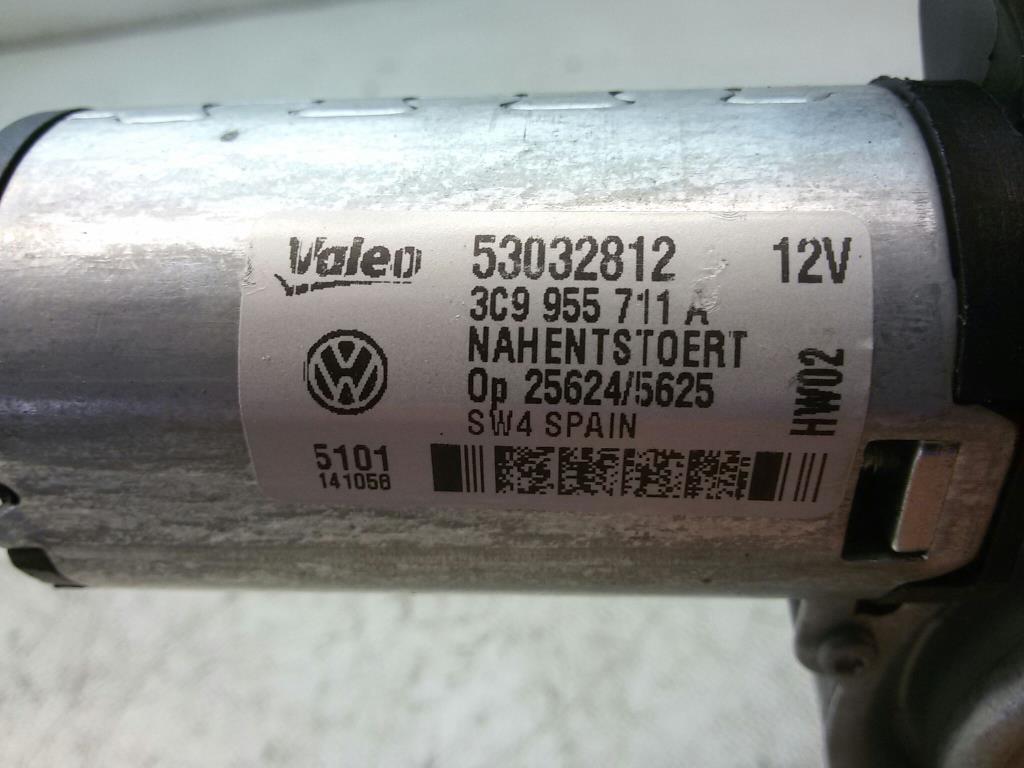 Valeo 53032812 12V
3C9 955 711 A
NAHENTSTOERT
Op 25624/5625
SW4 SPAIN
HW02
5101
141056